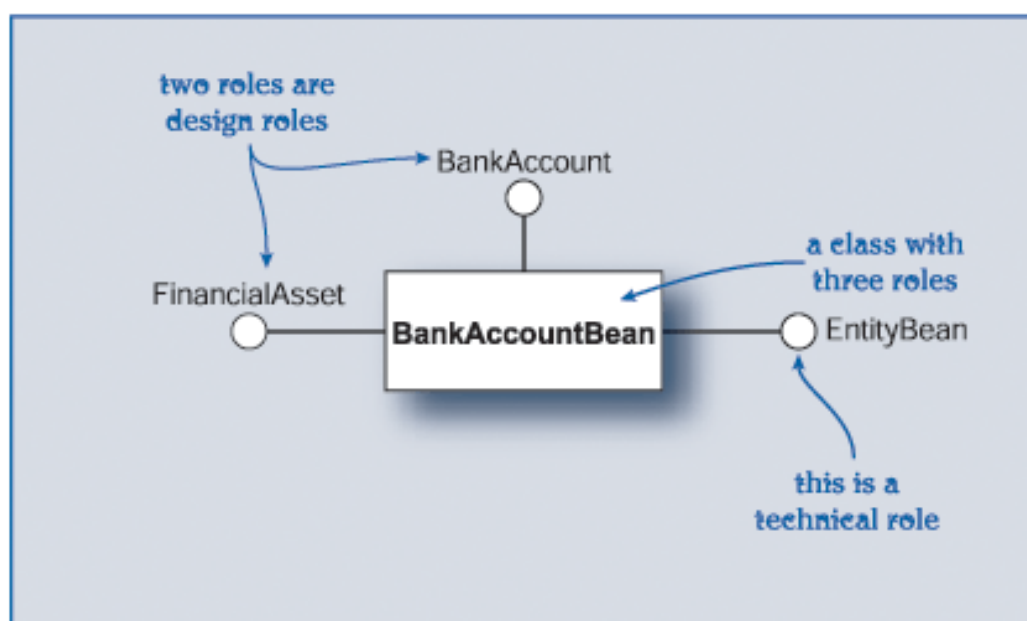 two roles are
design roles
BankAccount
a class with
three roles
FinancialAsset
BankAccountBean
EntityBean
this is a
technical role